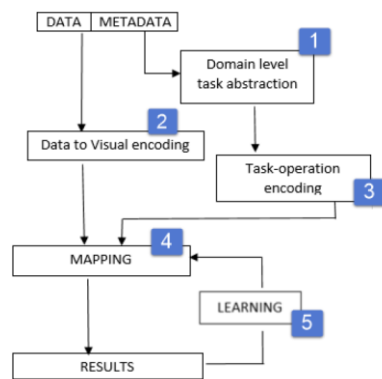 DATA METADATA
1
Domain level
task abstraction
2
Data to Visual encoding
Task-operation
encoding
3
4
MAPPING
LEARNING
5
RESULTS